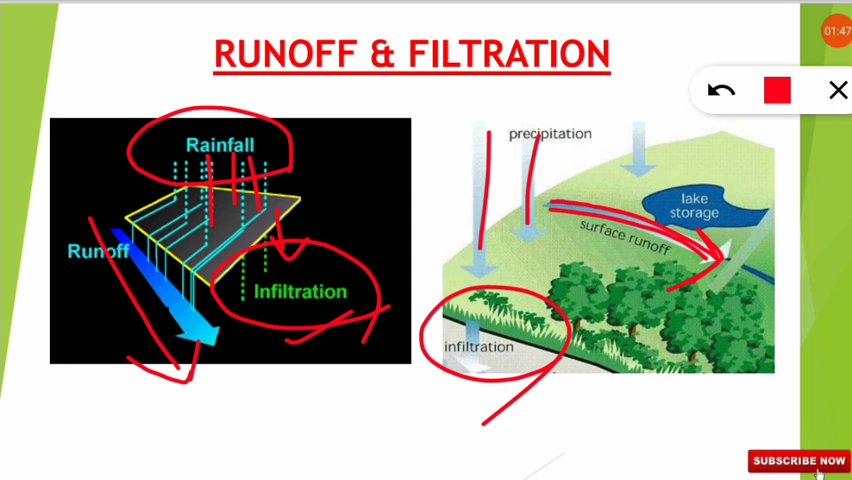 RUNOFF & FILTRATION
01:47
Rainfall
Runoff
Infiltration
precipitation
lake
storage
surface runoff
infiltration
SUBSCRIBE NOW